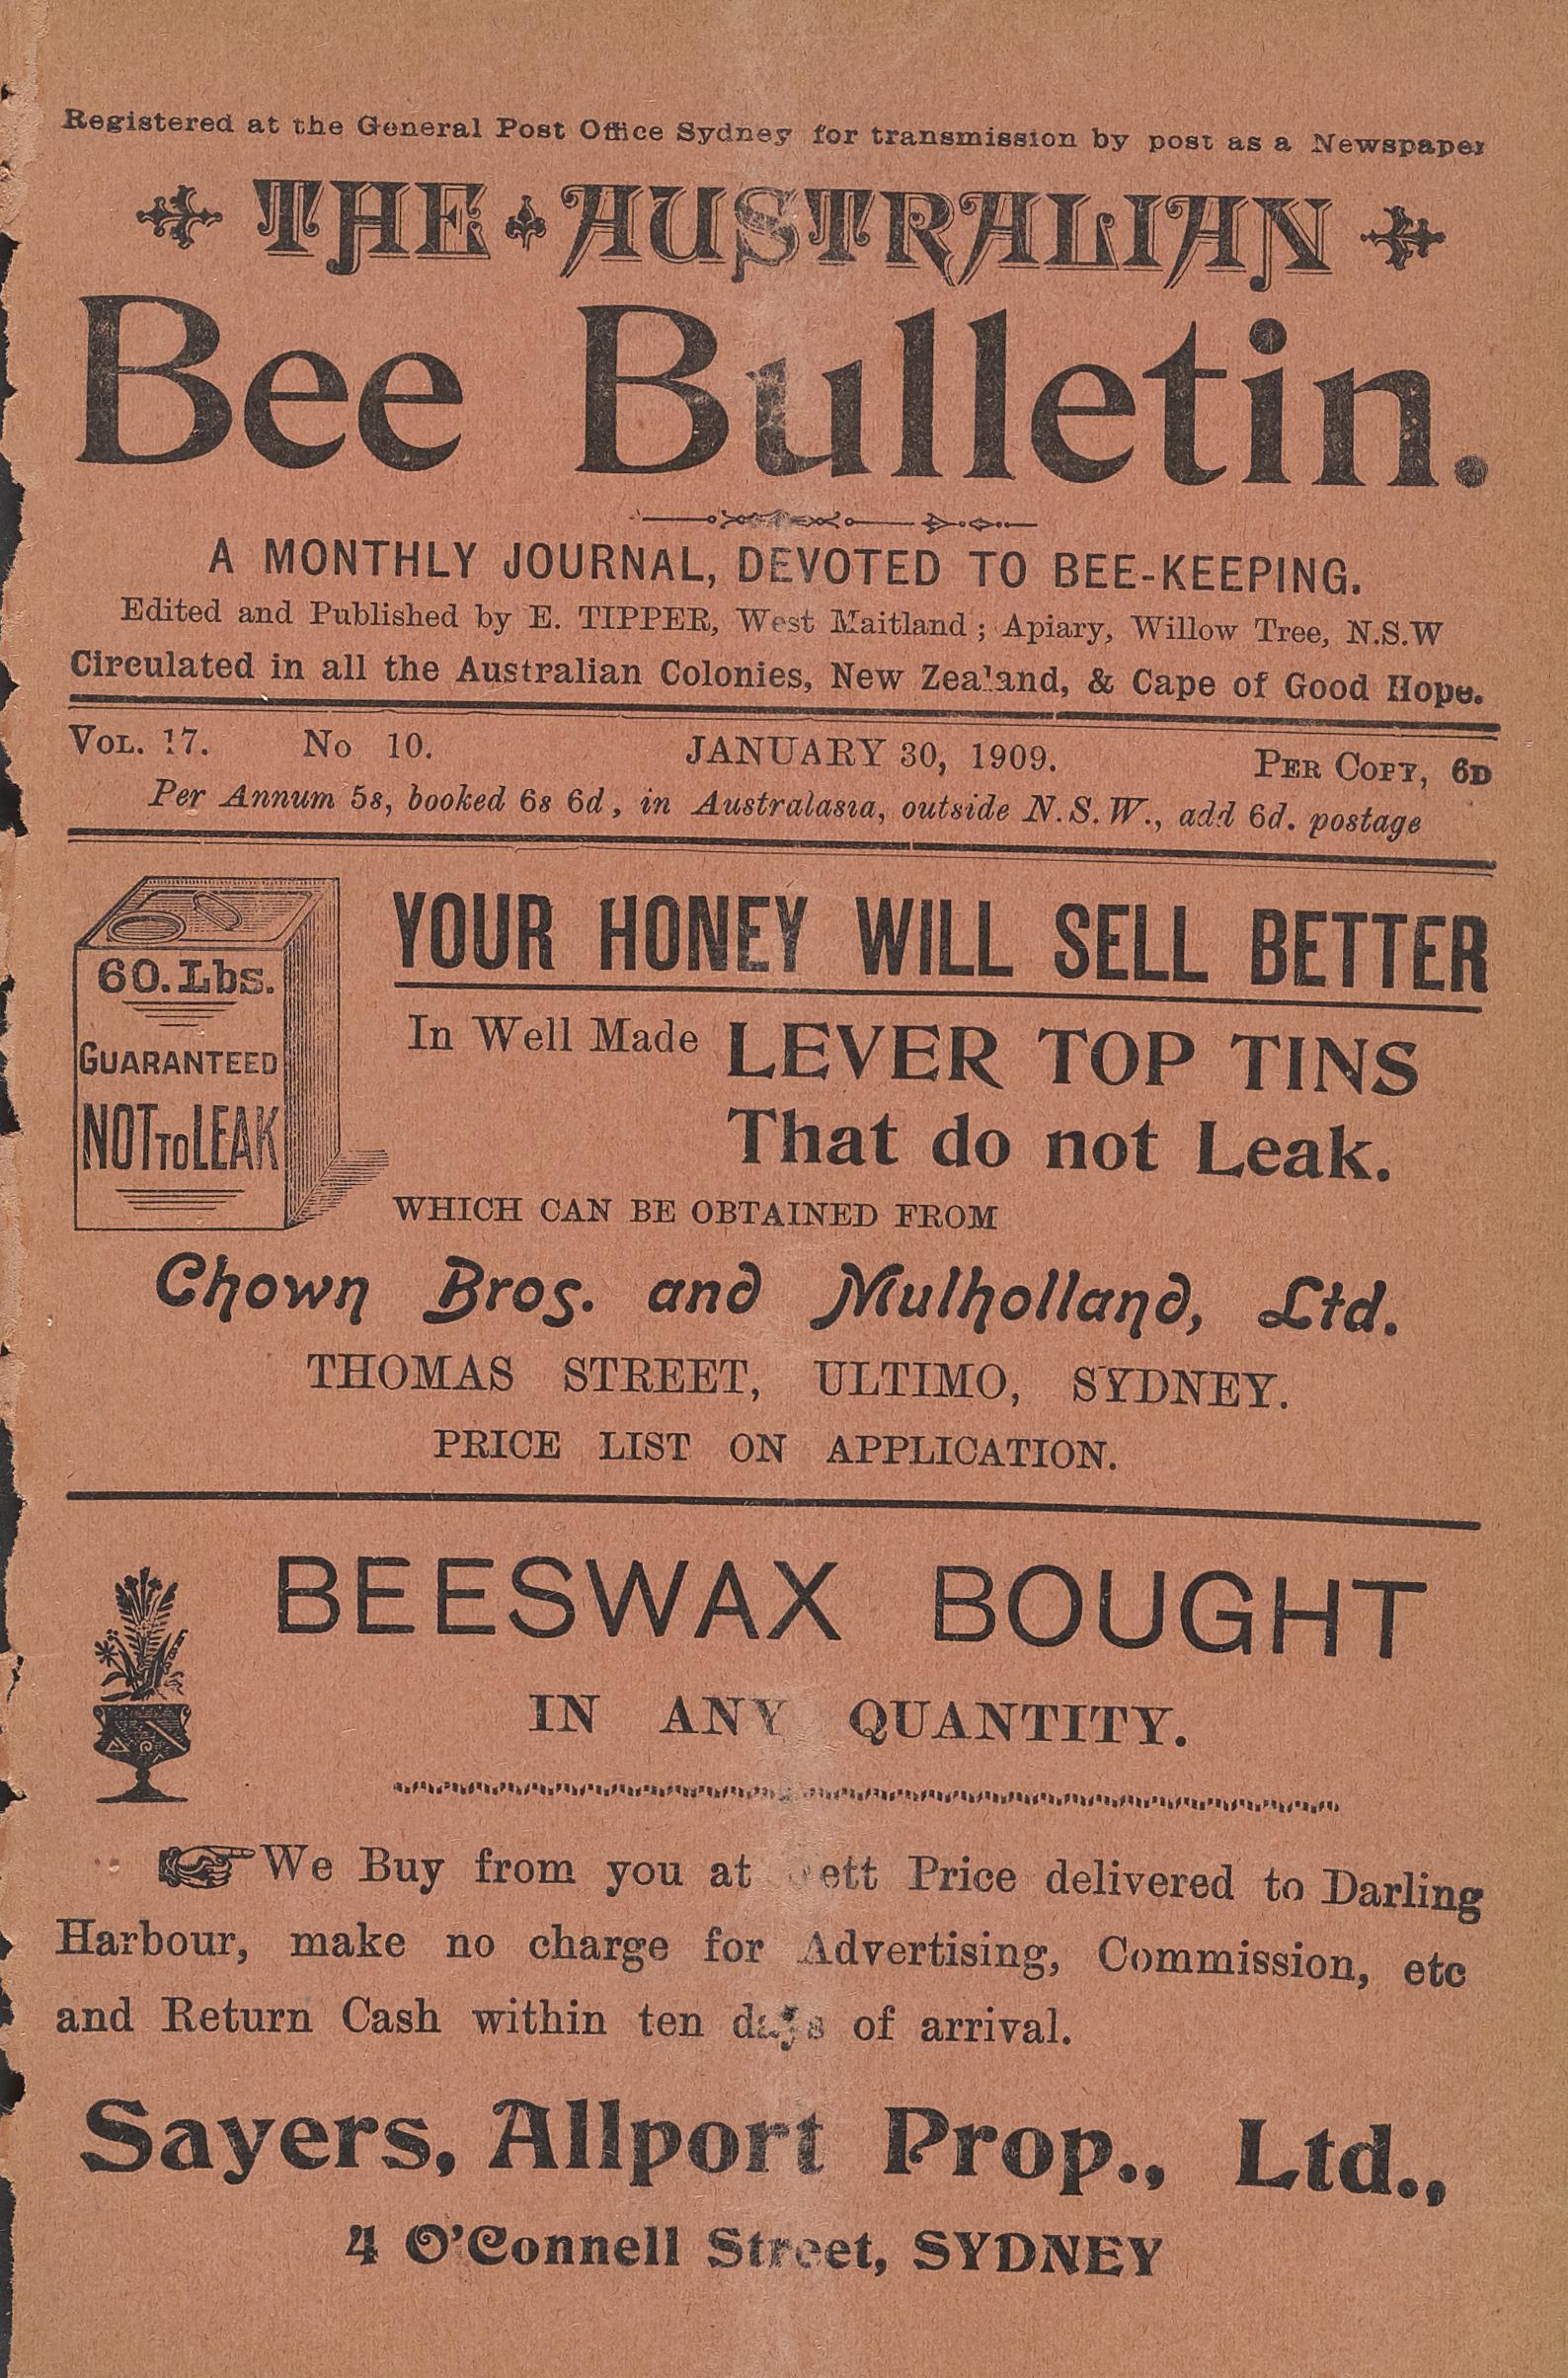 Registered at the General Post Office Sydney for transmission by post as a Newspaper
THE AUSTRALIAN
Bee Bulletin.
A MONTHLY JOURNAL, DEVOTED TO BEE-KEEPING.
Edited and Published by E. TIPPER, West Maitland; Apiary, Willow Tree, N.S.W
Circulated in all the Australian Colonies, New Zealand, & Cape of Good Hope.
VOL. 17. No 10. JANUARY 30, 1909. PER COPY, 6D
Per Annum 5s, booked 6s 6d, in Australasia, outside N.S.W., add 6d. postage
60. Lbs.
GUARANTEED
NOT TO LEAK
YOUR HONEY WILL SELL BETTER
In Well Made LEVER TOP TINS
That do not Leak.
WHICH CAN BE OBTAINED FROM
Chown Bros. and Mulholland, Ltd.
THOMAS STREET, ULTIMO, SYDNEY.
PRICE LIST ON APPLICATION.
BEESWAX BOUGHT
IN ANY QUANTITY.
We Buy from you at Price delivered to Darling
Harbour, make no charge for Advertising, Commission, etc
and Return Cash within ten days of arrival.
Sayers, Allport Prop., Ltd.,
4 O'Connell Street, SYDNEY